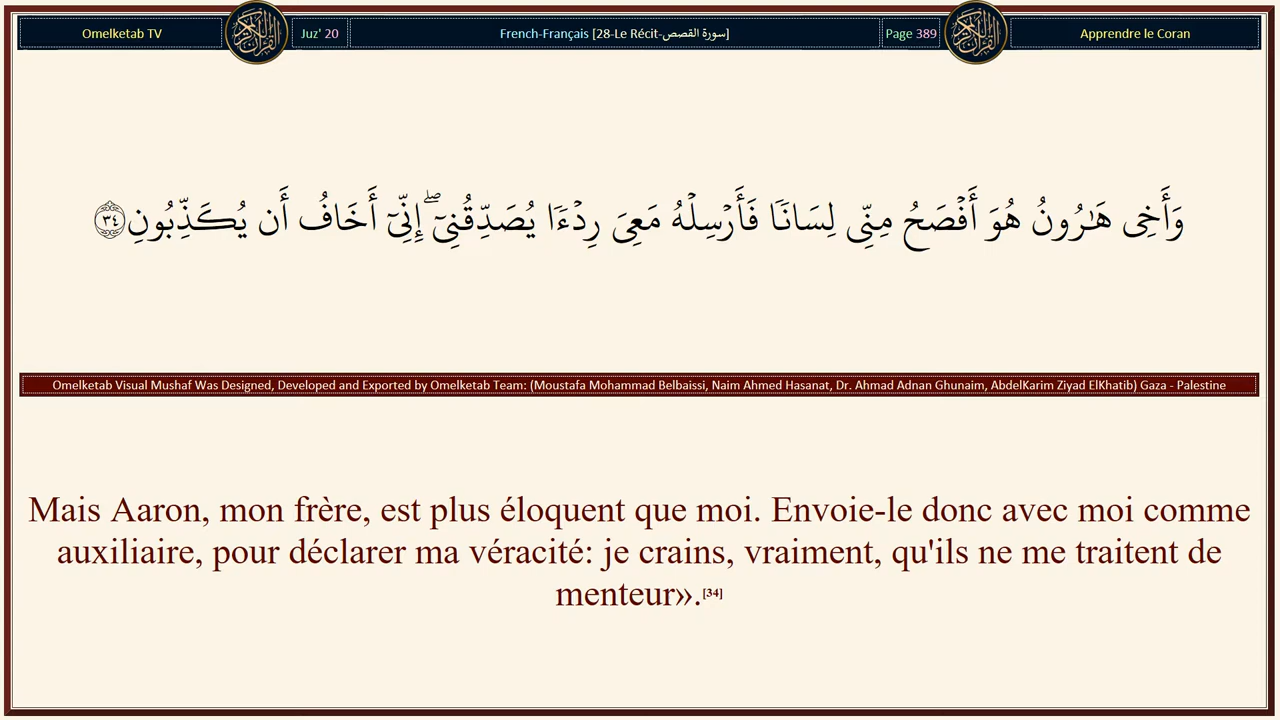 Omelketab TV
Juz' 20
French-Français [28-Le Récit-سورة القصص]
Page 389
Apprendre le Coran
وَأَخِى هَـٰرُونُ هُوَ أَفۡصَحُ مِنِّى لِسَانٗا فَأَرۡسِلۡهُ مَعِىَ رِدۡءٗا يُصَدِّقُنِىٓۖ إِنِّىٓ أَخَافُ أَن يُكَذِّبُونِ ٣٤
Omelketab Visual Mushaf Was Designed, Developed and Exported by Omelketab Team: (Moustafa Mohammad Belbaissi, Naim Ahmed Hasanat, Dr. Ahmad Adnan Ghunaim, AbdelKarim Ziyad ElKhatib) Gaza - Palestine
Mais Aaron, mon frère, est plus éloquent que moi. Envoie-le donc avec moi comme
auxiliaire, pour déclarer ma véracité: je crains, vraiment, qu'ils ne me traitent de
menteur».[34]